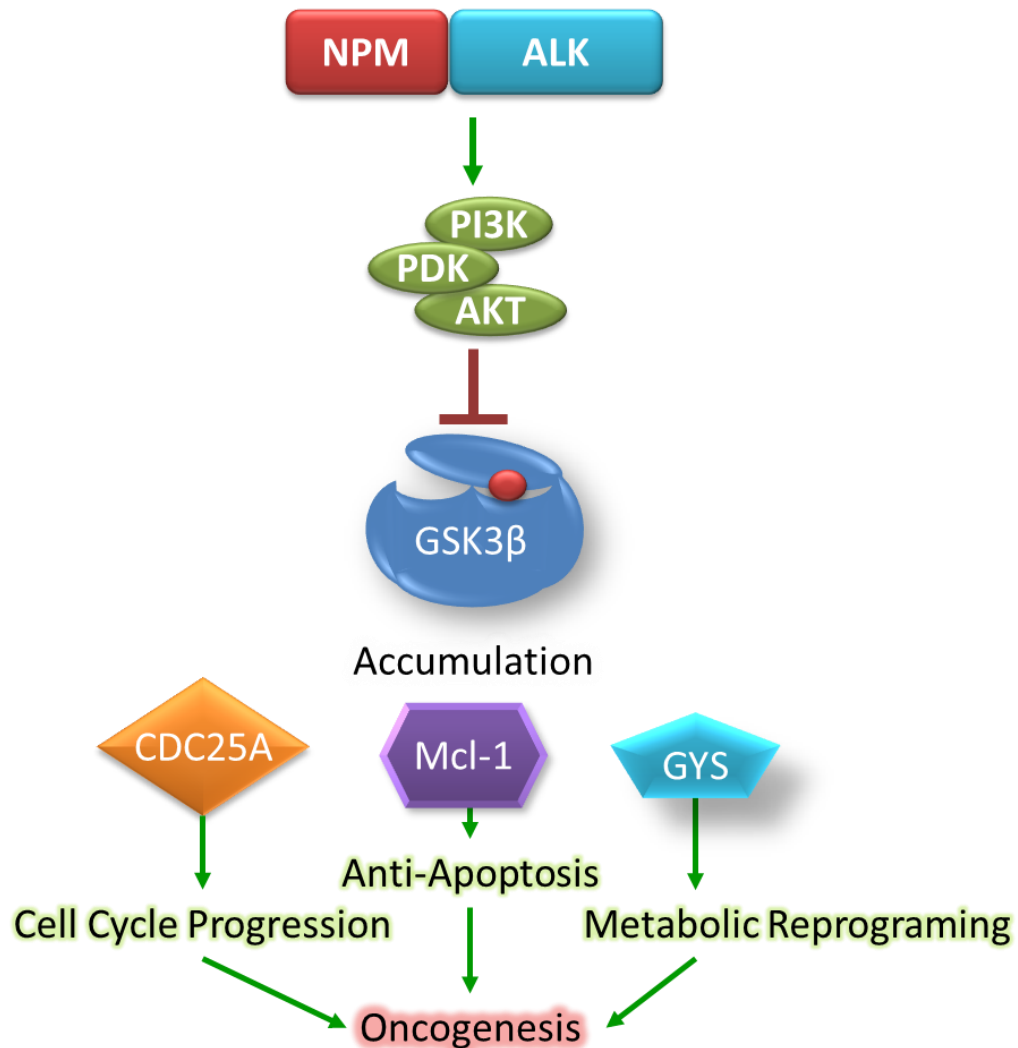 NPM ALK
PI3K
PDK
AKT
GSK3β
Accumulation
CDC25A Mcl-1 GYS
Anti-Apoptosis
Cell Cycle Progression Metabolic Reprograming
Oncogenesis